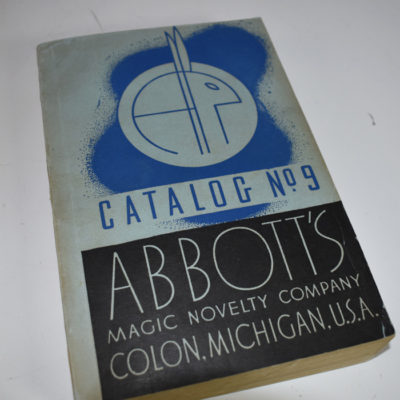 CATALOG Nº 9
ABBOTT'S
MAGIC NOVELTY COMPANY
COLON, MICHIGAN, U.S.A.